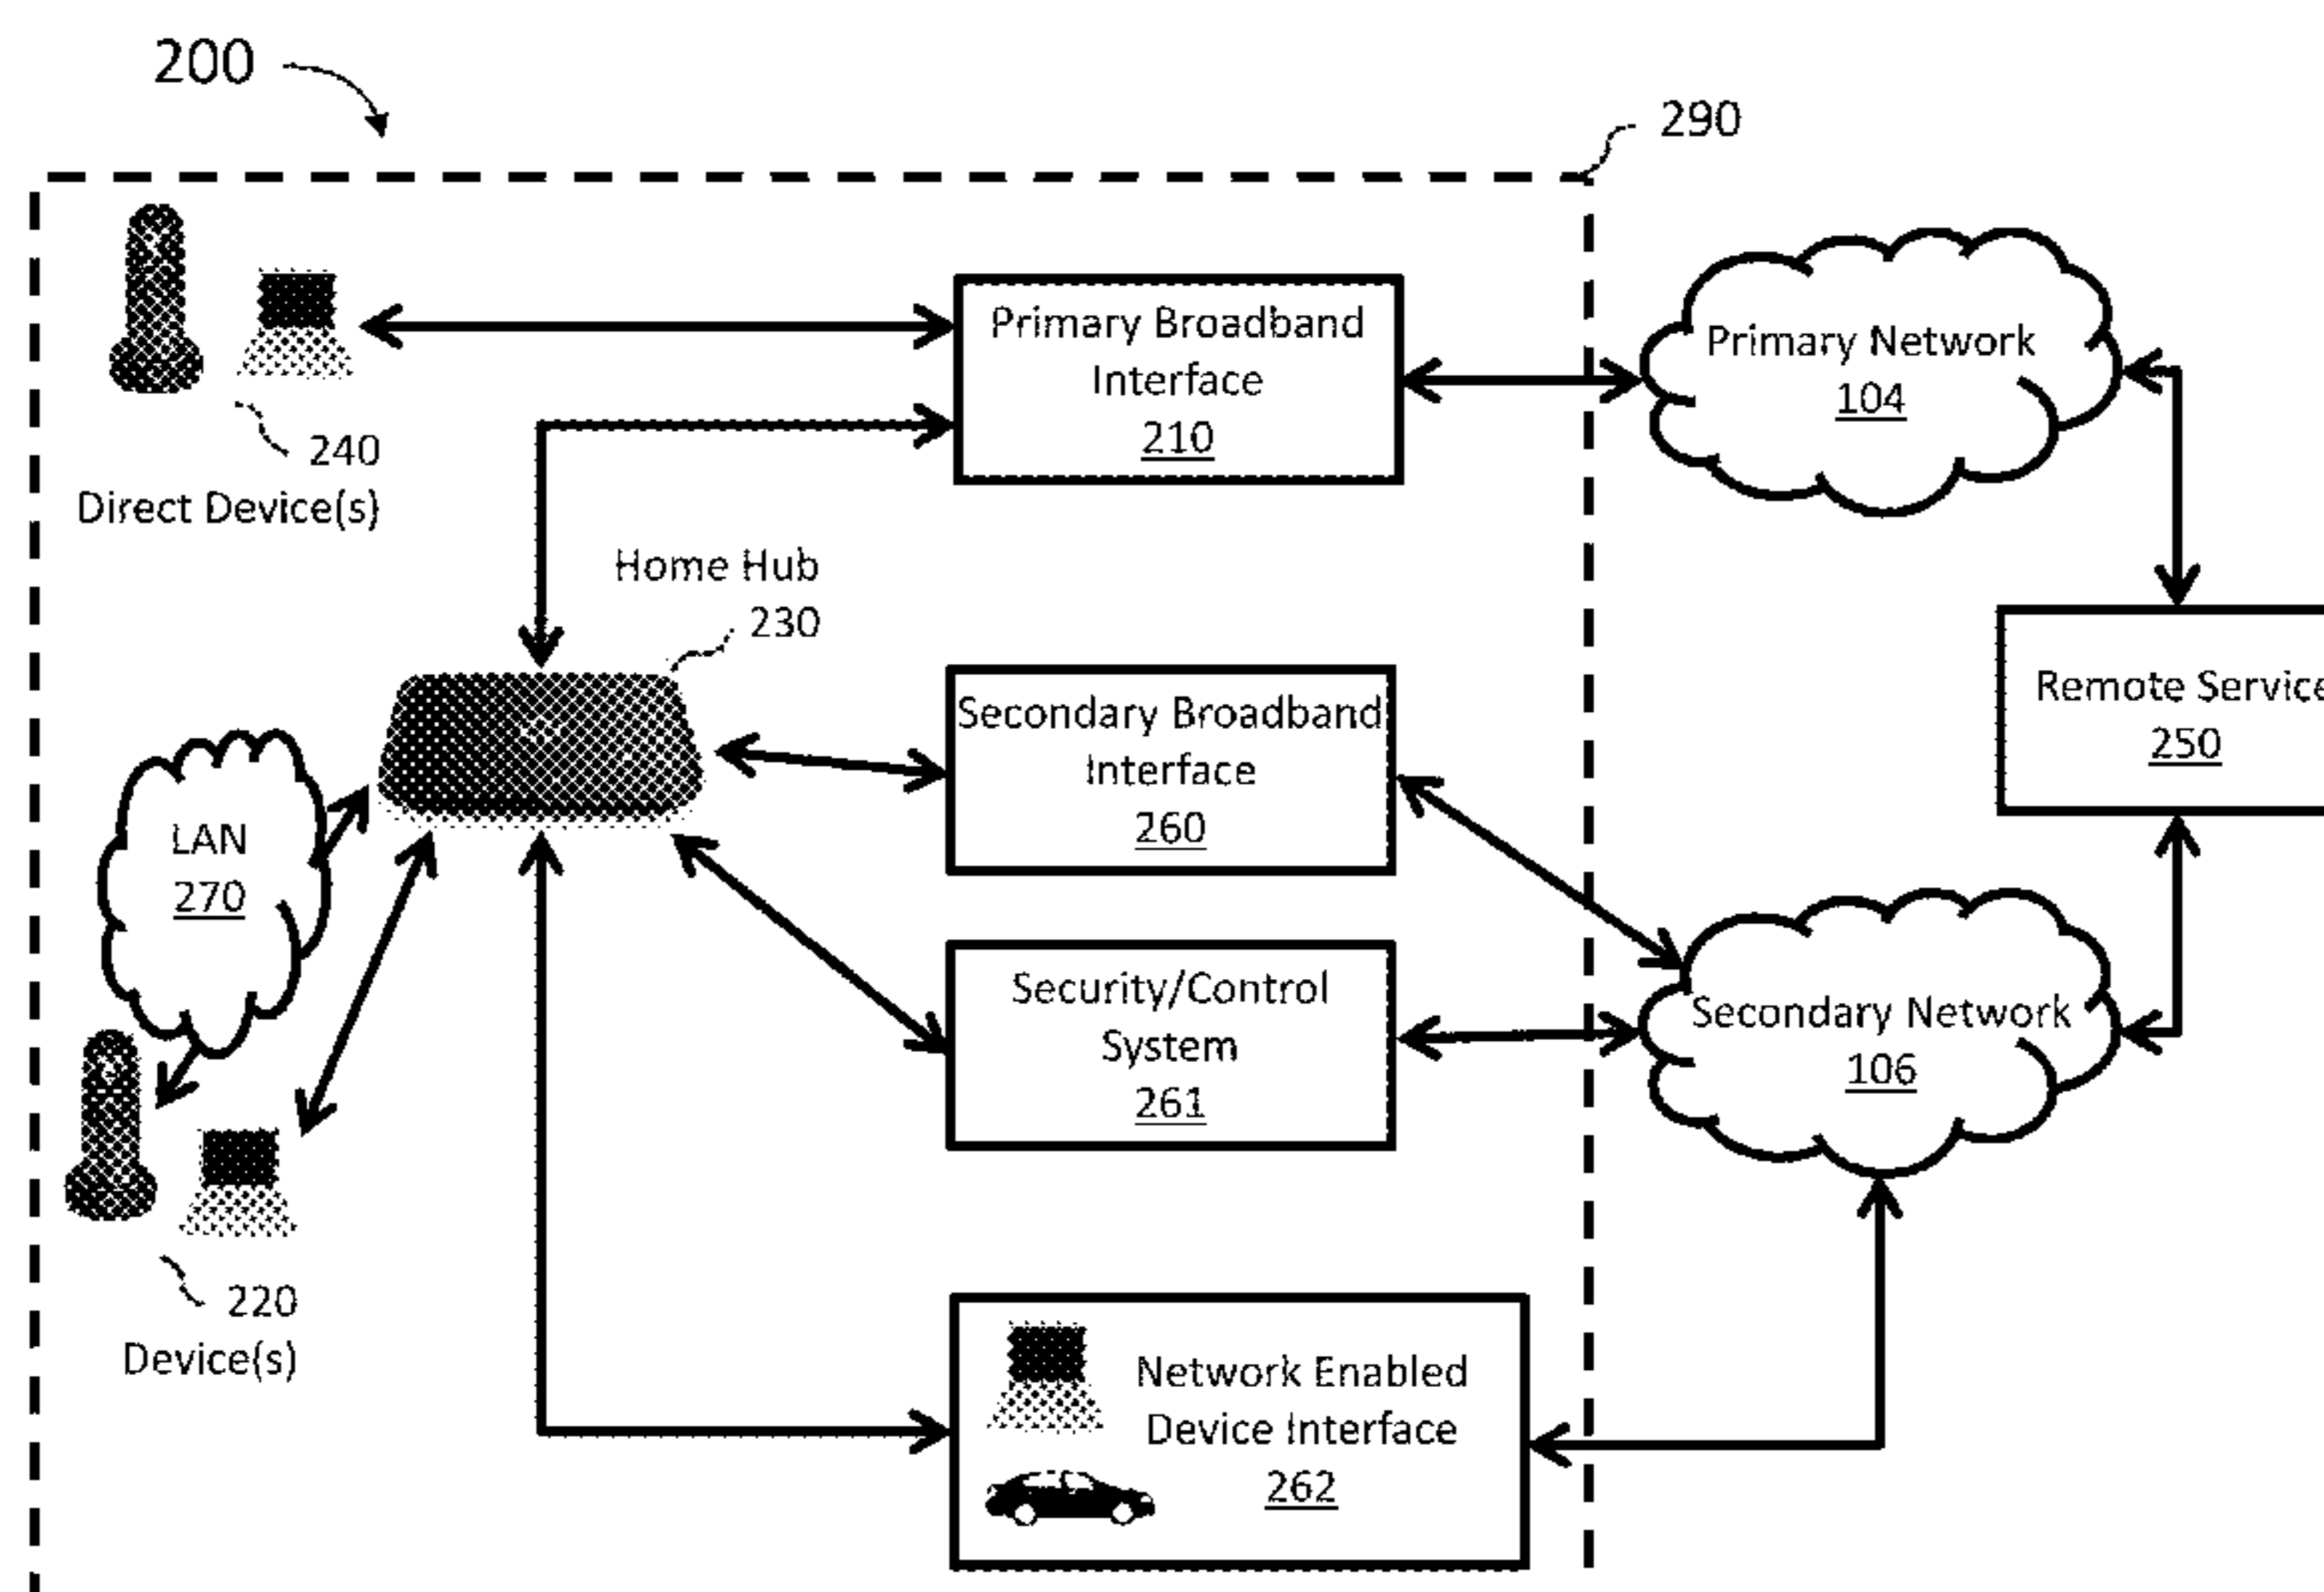 200
290
Primary Broadband
Interface
210
Primary Network
104
240
Direct Device(s)
Home Hub
230
Secondary Broadband
Interface
260
Remote Service
250
LAN
270
Security/Control
System
261
Secondary Network
106
220
Device(s)
Network Enabled
Device Interface
262